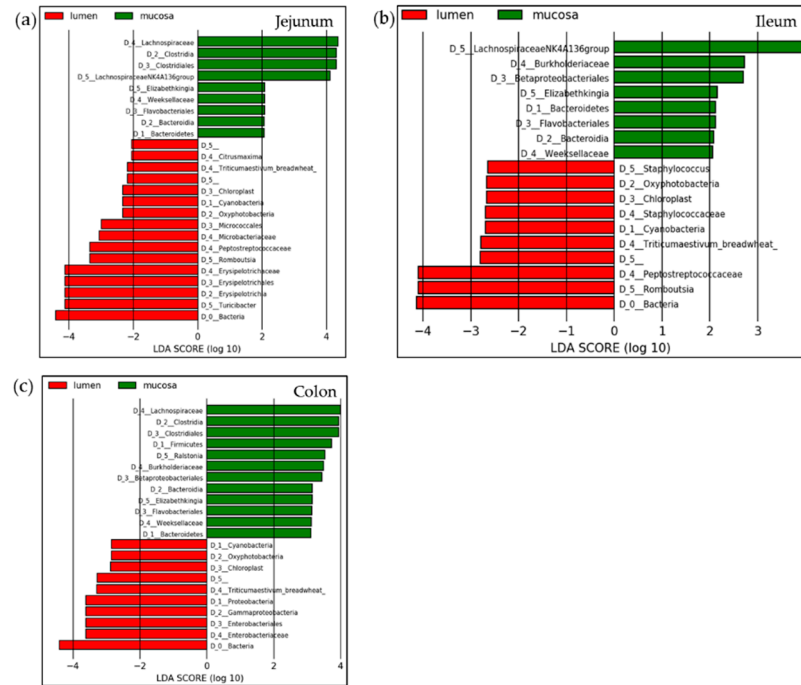 (a)
lumen mucosa
Jejunum
D_4__Lachnospiraceae
D_2__Clostridia
D_3__Clostridiales
D_5__LachnospiraceaeNK4A136group
D_5__Elizabethkingia
D_4__Weeksellaceae
D_3__Flavobacteriales
D_2__Bacteroidia
D_1__Bacteroidetes
D_5__
D_4__Citrusmaxima
D_4__Triticumaestivum_breadwheat_
D_5__
D_3__Chloroplast
D_1__Cyanobacteria
D_2__Oxyphotobacteria
D_3__Micrococcales
D_4__Microbacteriaceae
D_4__Peptostreptococcaceae
D_5__Romboutsia
D_4__Erysipelotrichaceae
D_3__Erysipelotrichales
D_2__Erysipelotrichia
D_5__Turicibacter
D_0__Bacteria
−4 −2 0 2 4
LDA SCORE (log 10)
(b)
lumen mucosa
Ileum
D_5__LachnospiraceaeNK4A136group
D_4__Burkholderiaceae
D_3__Betaproteobacteriales
D_5__Elizabethkingia
D_1__Bacteroidetes
D_3__Flavobacteriales
D_2__Bacteroidia
D_4__Weeksellaceae
D_5__Staphylococcus
D_2__Oxyphotobacteria
D_3__Chloroplast
D_4__Staphylococcaceae
D_1__Cyanobacteria
D_4__Triticumaestivum_breadwheat_
D_5__
D_4__Peptostreptococcaceae
D_5__Romboutsia
D_0__Bacteria
−4 −3 −2 −1 0 1 2 3
LDA SCORE (log 10)
(c)
lumen mucosa
Colon
D_4__Lachnospiraceae
D_2__Clostridia
D_3__Clostridiales
D_1__Firmicutes
D_5__Ralstonia
D_4__Burkholderiaceae
D_3__Betaproteobacteriales
D_2__Bacteroidia
D_5__Elizabethkingia
D_3__Flavobacteriales
D_4__Weeksellaceae
D_1__Bacteroidetes
D_1__Cyanobacteria
D_2__Oxyphotobacteria
D_3__Chloroplast
D_5__
D_4__Triticumaestivum_breadwheat_
D_1__Proteobacteria
D_2__Gammaproteobacteria
D_3__Enterobacteriales
D_4__Enterobacteriaceae
D_0__Bacteria
−4 −2 0 2 4
LDA SCORE (log 10)